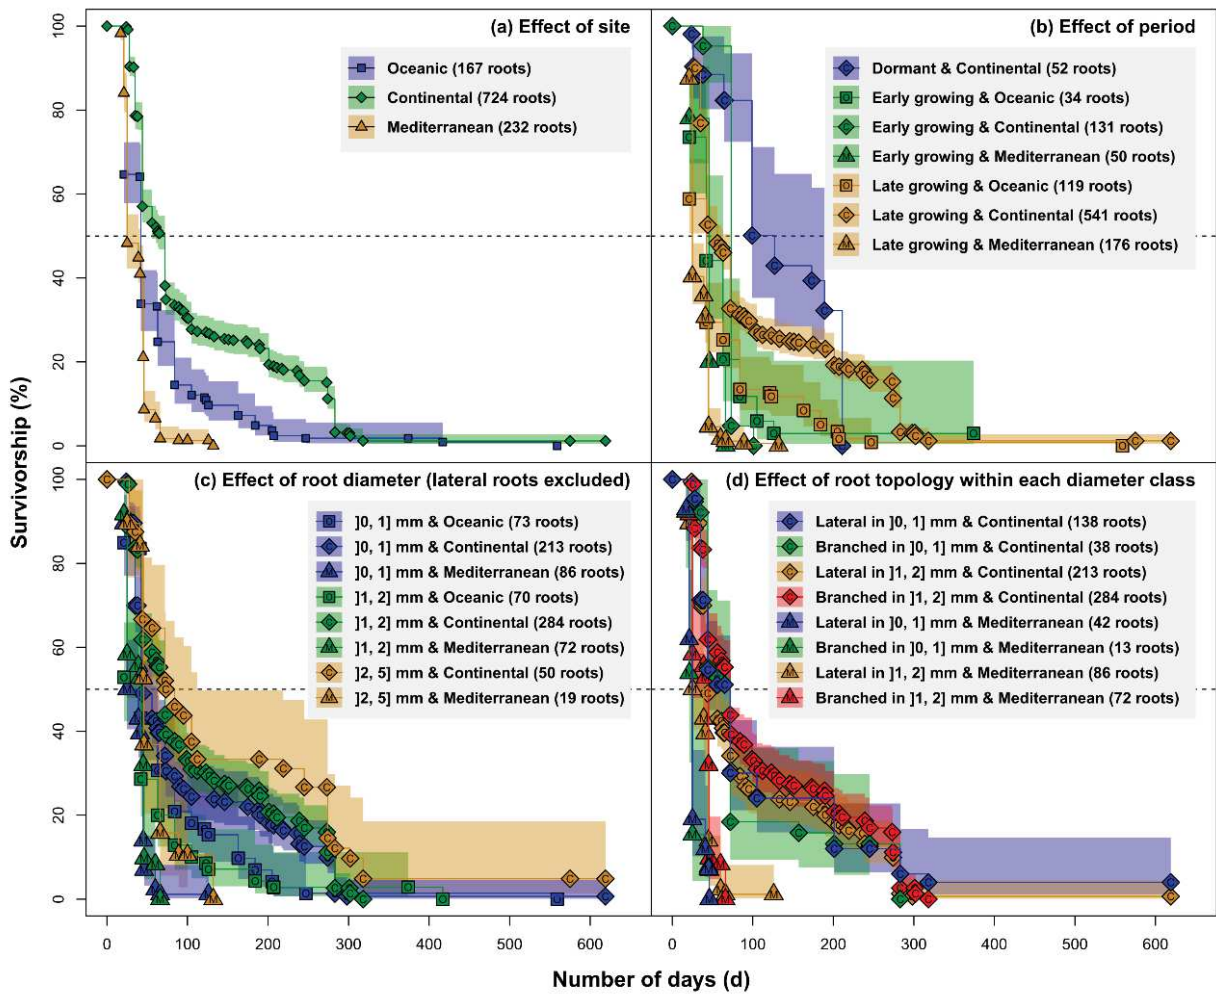 (a) Effect of site
Oceanic (167 roots)
Continental (724 roots)
Mediterranean (232 roots)
(b) Effect of period
Dormant & Continental (52 roots)
Early growing & Oceanic (34 roots)
Early growing & Continental (131 roots)
Early growing & Mediterranean (50 roots)
Late growing & Oceanic (119 roots)
Late growing & Continental (541 roots)
Late growing & Mediterranean (176 roots)
100
80
60
40
20
0
(c) Effect of root diameter (lateral roots excluded)
]0, 1] mm & Oceanic (73 roots)
]0, 1] mm & Continental (213 roots)
]0, 1] mm & Mediterranean (86 roots)
]1, 2] mm & Oceanic (70 roots)
]1, 2] mm & Continental (284 roots)
]1, 2] mm & Mediterranean (72 roots)
]2, 5] mm & Continental (50 roots)
]2, 5] mm & Mediterranean (19 roots)
(d) Effect of root topology within each diameter class
Lateral in ]0, 1] mm & Continental (138 roots)
Branched in ]0, 1] mm & Continental (38 roots)
Lateral in ]1, 2] mm & Continental (213 roots)
Branched in ]1, 2] mm & Continental (284 roots)
Lateral in ]0, 1] mm & Mediterranean (42 roots)
Branched in ]0, 1] mm & Mediterranean (13 roots)
Lateral in ]1, 2] mm & Mediterranean (86 roots)
Branched in ]1, 2] mm & Mediterranean (72 roots)
100
80
60
40
20
0
Survivorship (%)
0 100 200 300 400 500 600
0 100 200 300 400 500 600
Number of days (d)